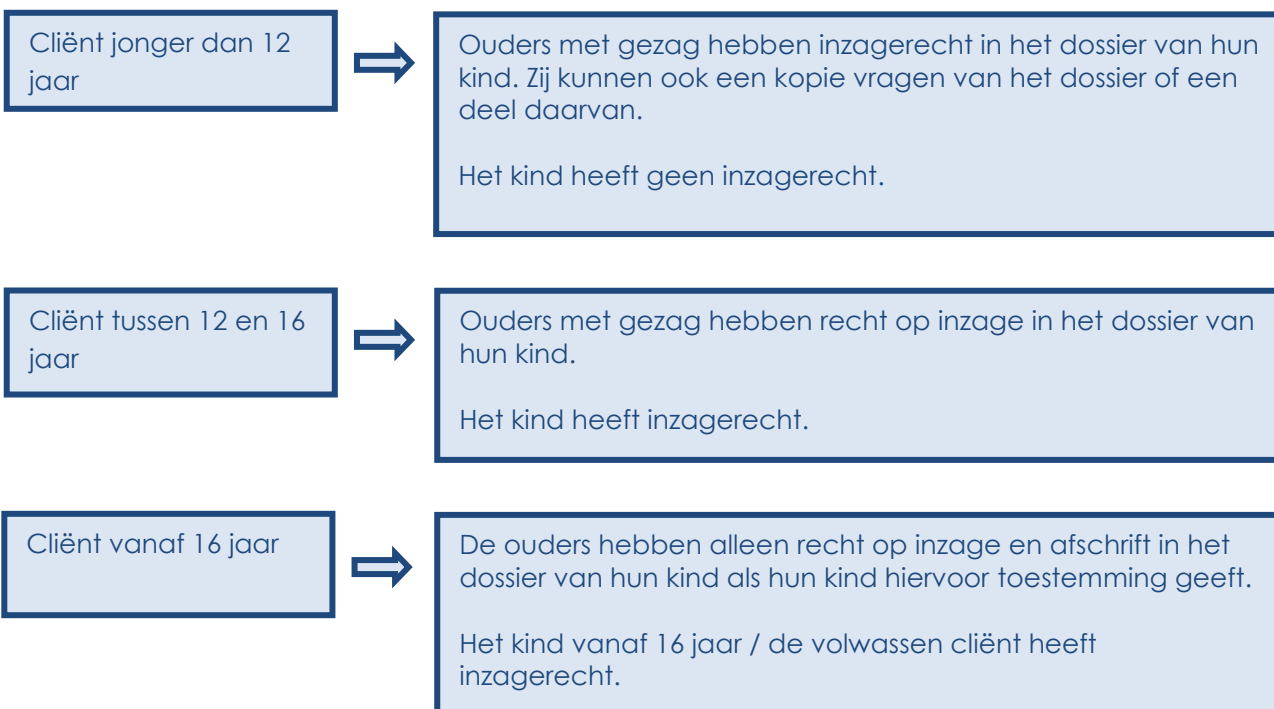 Cliënt jonger dan 12
jaar
Ouders met gezag hebben inzagerecht in het dossier van hun
kind. Zij kunnen ook een kopie vragen van het dossier of een
deel daarvan.
Het kind heeft geen inzagerecht.
Cliënt tussen 12 en 16
jaar
Ouders met gezag hebben recht op inzage in het dossier van
hun kind.
Het kind heeft inzagerecht.
Cliënt vanaf 16 jaar
De ouders hebben alleen recht op inzage en afschrift in het
dossier van hun kind als hun kind hiervoor toestemming geeft.
Het kind vanaf 16 jaar / de volwassen cliënt heeft
inzagerecht.